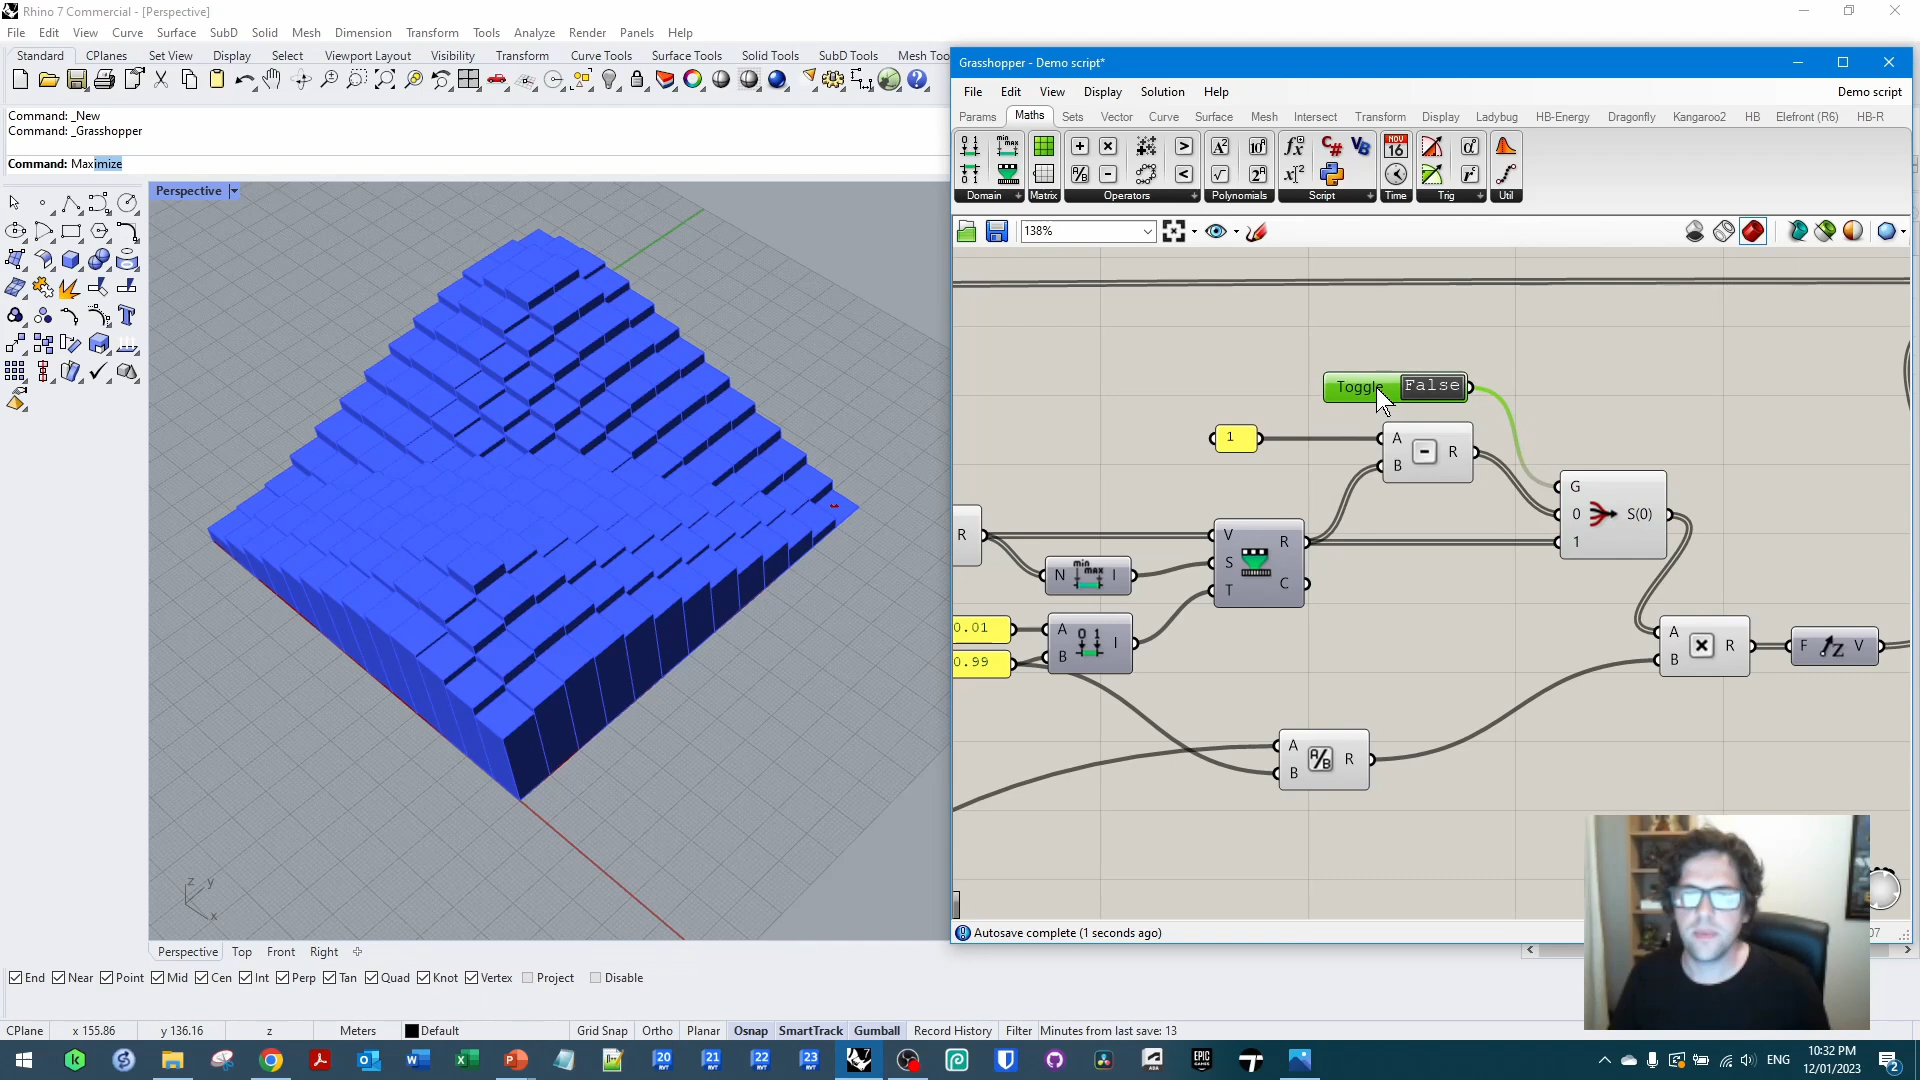 Rhino 7 Commercial - [Perspective]
File Edit View Curve Surface SubD Solid Mesh Dimension Transform Tools Analyze Render Panels Help
Standard CPlanes Set View Display Select Viewport Layout Visibility Transform Curve Tools Surface Tools Solid Tools SubD Tools Mesh Too
Command: _New
Command: _Grasshopper
Command: Maximize
Perspective
Grasshopper - Demo script*
File Edit View Display Solution Help Demo script
Params Maths Sets Vector Curve Surface Mesh Intersect Transform Display Ladybug HB-Energy Dragonfly Kangaroo2 HB Elefront (R6) HB-R
Domain Matrix Operators Polynomials Script Time Trig Util
138%
Toggle False
1
A
B
R
G
0
1
S(0)
R
N I
V
S
T
R
C
0.01
0.99
A
B
I
A
B
R
F V
A
B
R
Autosave complete (1 seconds ago)
07
z y
x
Perspective Top Front Right
End Near Point Mid Cen Int Perp Tan Quad Knot Vertex Project Disable
CPlane x 155.86 y 136.16 z Meters Default Grid Snap Ortho Planar Osnap SmartTrack Gumball Record History Filter Minutes from last save: 13
20 21 22 23
ENG
10:32 PM
12/01/2023
2